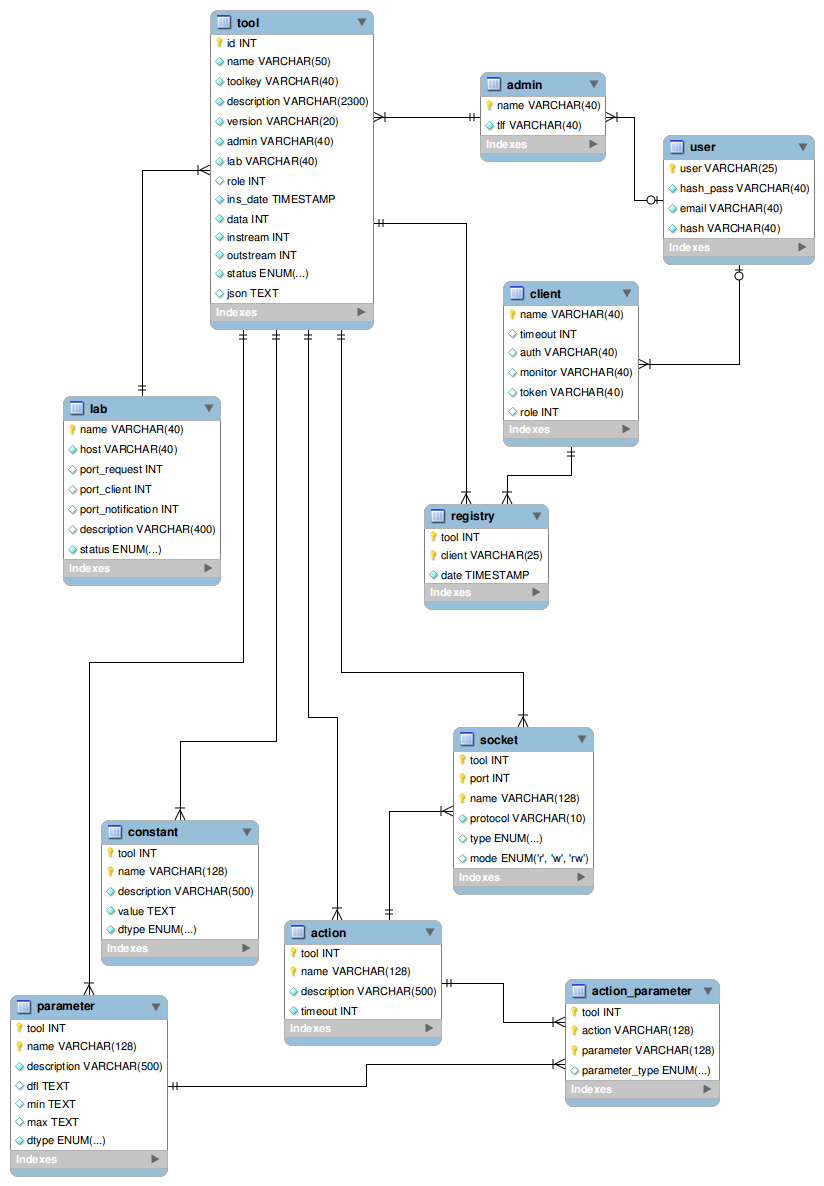 tool
id INT
name VARCHAR(50)
toolkey VARCHAR(40)
description VARCHAR(2300)
version VARCHAR(20)
admin VARCHAR(40)
lab VARCHAR(40)
role INT
ins_date TIMESTAMP
data INT
instream INT
outstream INT
status ENUM(...)
json TEXT
Indexes
admin
name VARCHAR(40)
tlf VARCHAR(40)
Indexes
user
user VARCHAR(25)
hash_pass VARCHAR(40)
email VARCHAR(40)
hash VARCHAR(40)
Indexes
client
name VARCHAR(40)
timeout INT
auth VARCHAR(40)
monitor VARCHAR(40)
token VARCHAR(40)
role INT
Indexes
lab
name VARCHAR(40)
host VARCHAR(40)
port_request INT
port_client INT
port_notification INT
description VARCHAR(400)
status ENUM(...)
Indexes
registry
tool INT
client VARCHAR(25)
date TIMESTAMP
Indexes
socket
tool INT
port INT
name VARCHAR(128)
protocol VARCHAR(10)
type ENUM(...)
mode ENUM('r', 'w', 'rw')
Indexes
constant
tool INT
name VARCHAR(128)
description VARCHAR(500)
value TEXT
dtype ENUM(...)
Indexes
action
tool INT
name VARCHAR(128)
description VARCHAR(500)
timeout INT
Indexes
action_parameter
tool INT
action VARCHAR(128)
parameter VARCHAR(128)
parameter_type ENUM(...)
Indexes
parameter
tool INT
name VARCHAR(128)
description VARCHAR(500)
dfl TEXT
min TEXT
max TEXT
dtype ENUM(...)
Indexes